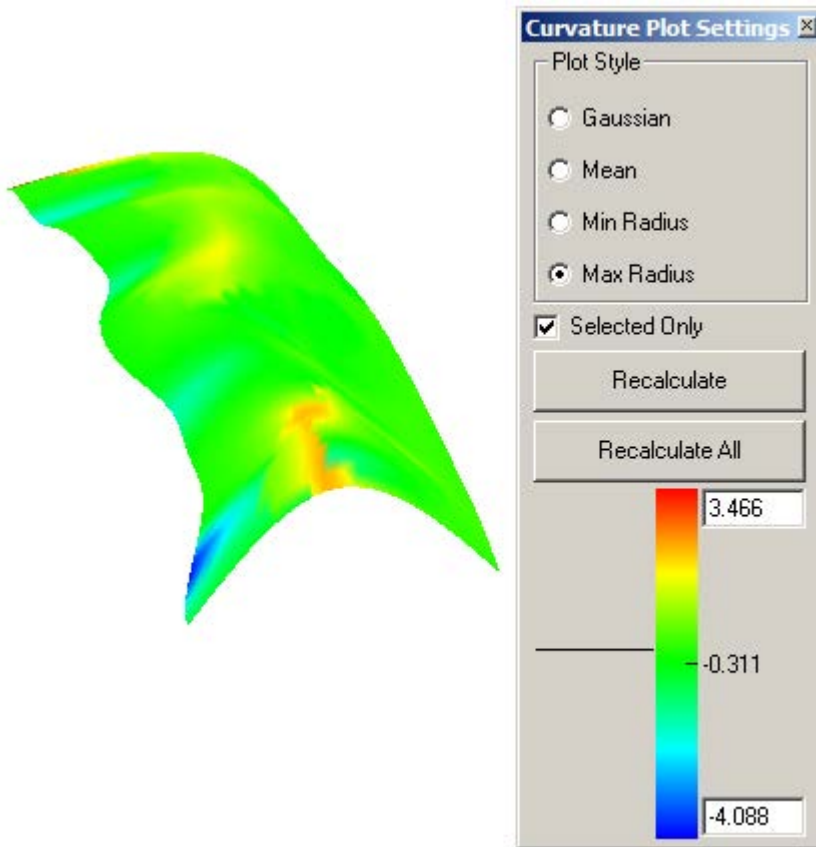 Curvature Plot Settings
Plot Style
Gaussian
Mean
Min Radius
Max Radius
Selected Only
Recalculate
Recalculate All
3.466
-0.311
-4.088